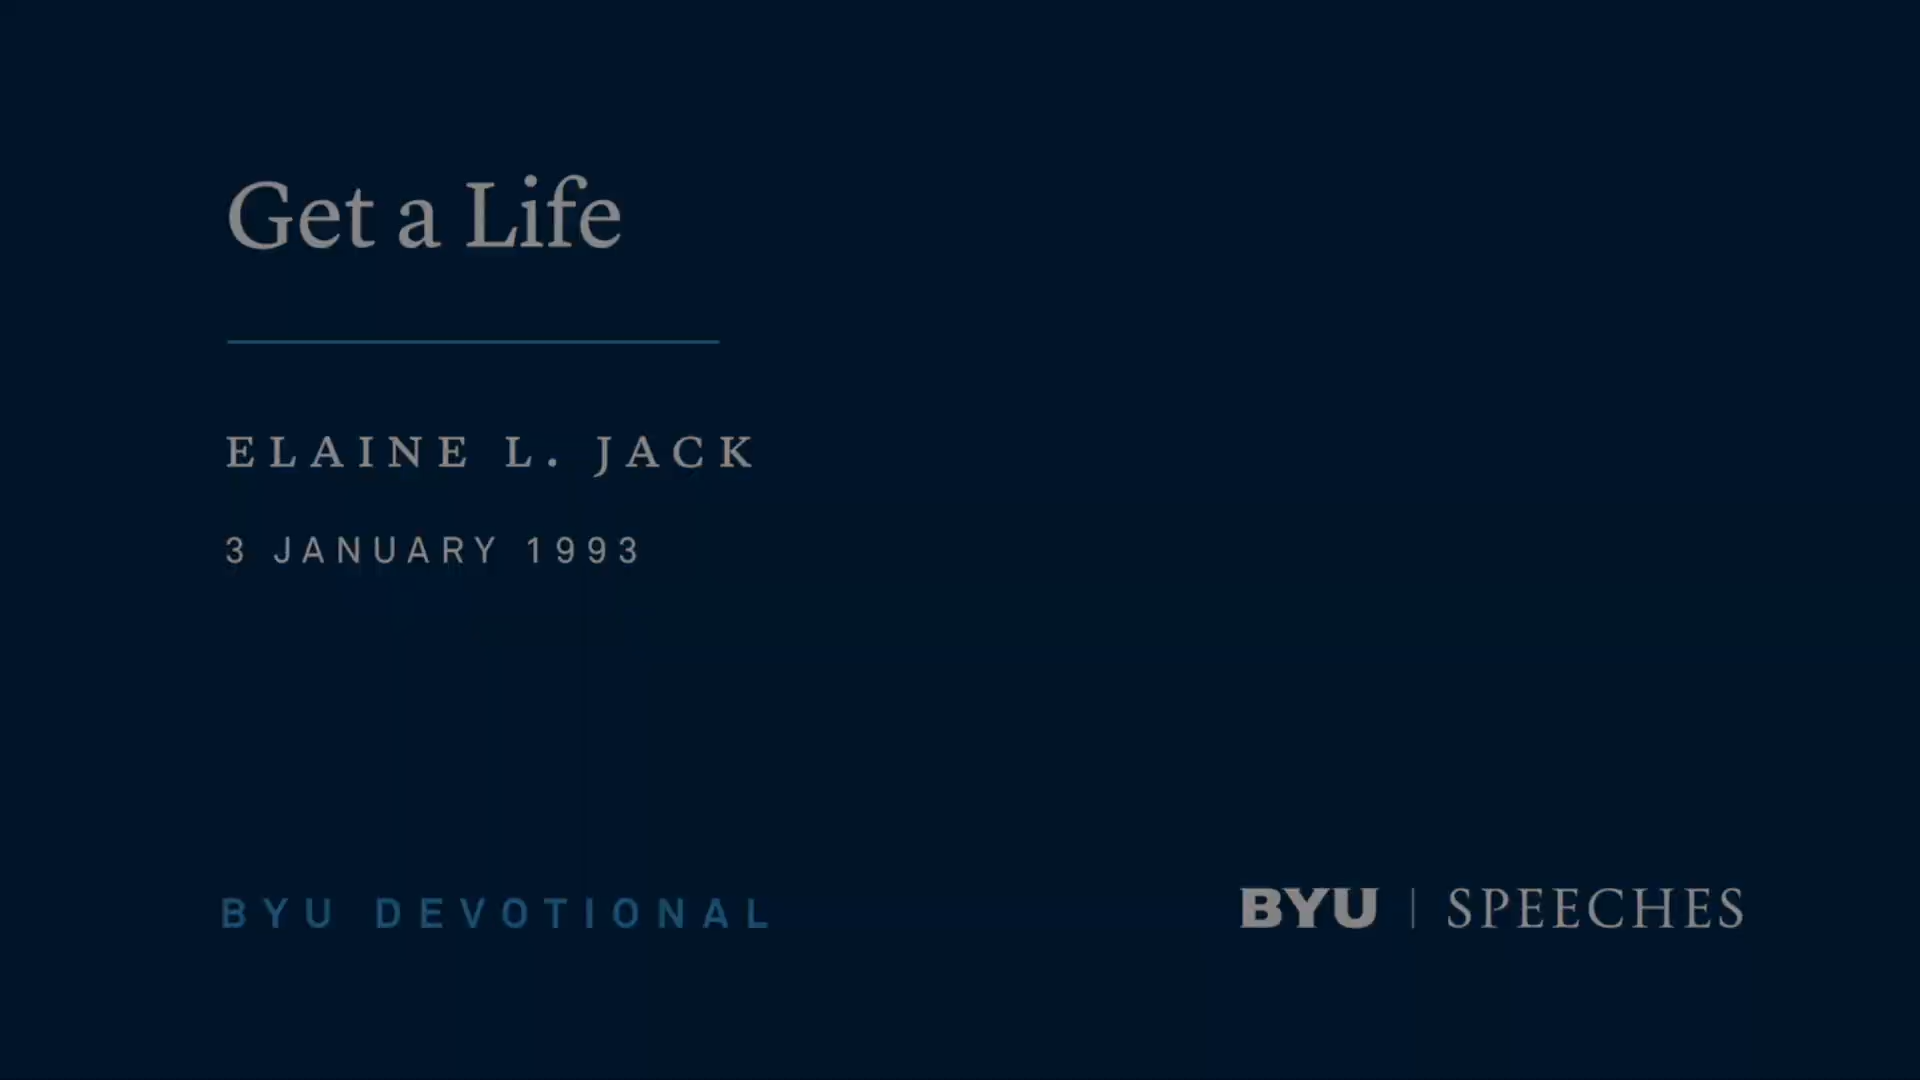 Get a Life
ELAINE L. JACK
3 JANUARY 1993
BYU DEVOTIONAL
BYU | SPEECHES